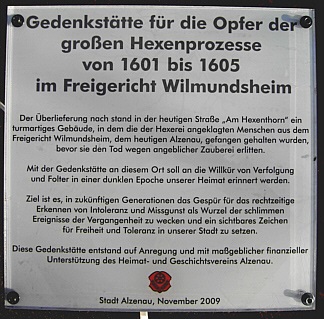 Gedenkstätte für die Opfer der
großen Hexenprozesse
von 1601 bis 1605
im Freigericht Wilmundsheim
Der Überlieferung nach stand in der heutigen Straße „Am Hexenthorn“ ein
turmartiges Gebäude, in dem die der Hexerei angeklagten Menschen aus dem
Freigericht Wilmundsheim, dem heutigen Alzenau, gefangen gehalten wurden,
bevor sie den Tod wegen angeblicher Zauberei erlitten.
Mit der Gedenkstätte an diesem Ort soll an die Willkür von Verfolgung
und Folter in einer dunklen Epoche unserer Heimat erinnert werden.
Ziel ist es, in zukünftigen Generationen das Gespür für das rechtzeitige
Erkennen von Intoleranz und Missgunst als Wurzel der schlimmen
Ereignisse der Vergangenheit zu wecken und ein sichtbares Zeichen
für Freiheit und Toleranz in unserer Stadt zu setzen.
Diese Gedenkstätte entstand auf Anregung und mit maßgeblicher finanzieller
Unterstützung des Heimat- und Geschichtsvereins Alzenau.
Stadt Alzenau, November 2009